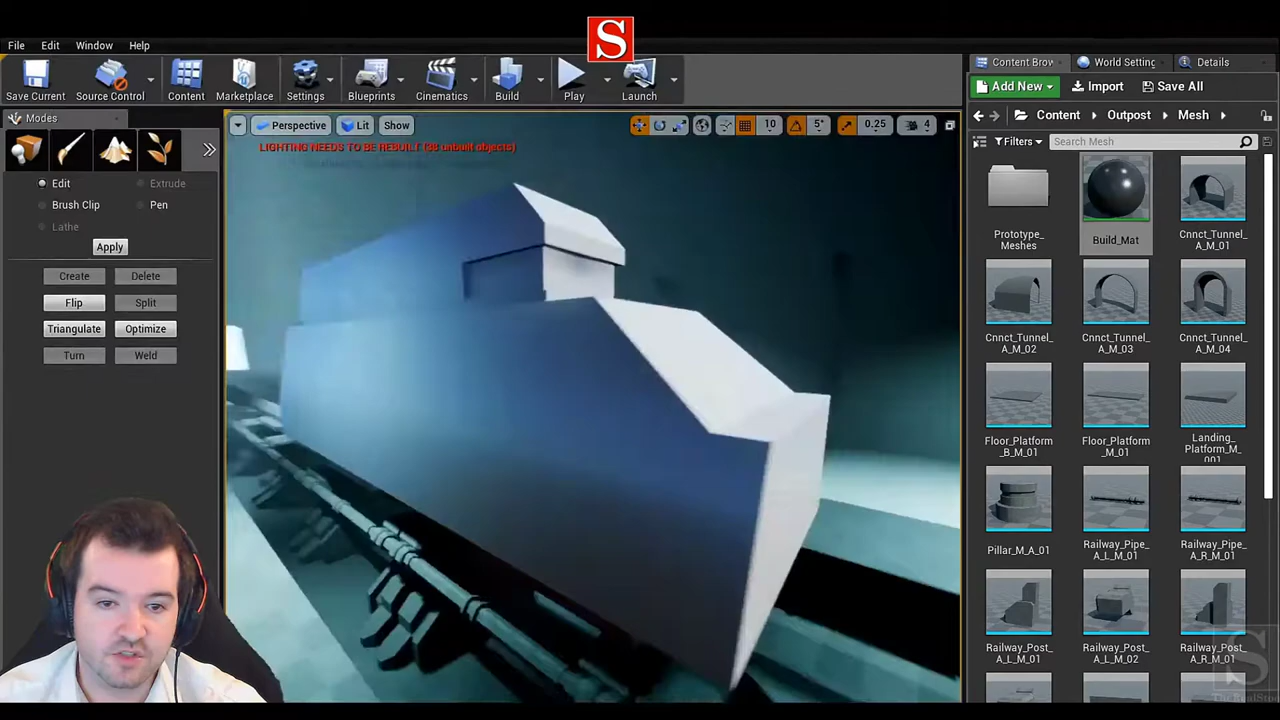 S
File Edit Window Help
Save Current Source Control Content Marketplace Settings Blueprints Cinematics Build Play Launch
Content Brow World Setting Details
Add New Import Save All
Modes
Perspective Lit Show 10 5° 0.25 4
Content Outpost Mesh
LIGHTING NEEDS TO BE REBUILT (38 unbuilt objects)
Filters Search Mesh
Edit Extrude
Brush Clip Pen
Lathe
Apply
Create Delete
Flip Split
Triangulate Optimize
Turn Weld
Prototype_
Meshes
Build_Mat
Cnnct_Tunnel_
A_M_01
Cnnct_Tunnel_
A_M_02
Cnnct_Tunnel_
A_M_03
Cnnct_Tunnel_
A_M_04
Floor_Platform
_B_M_01
Floor_Platform
_M_01
Landing_
Platform_M_
001
Pillar_M_A_01
Railway_Pipe_
A_L_M_01
Railway_Pipe_
A_R_M_01
Railway_Post_
A_L_M_01
Railway_Post_
A_L_M_02
Railway_Post_
A_R_M_01
S